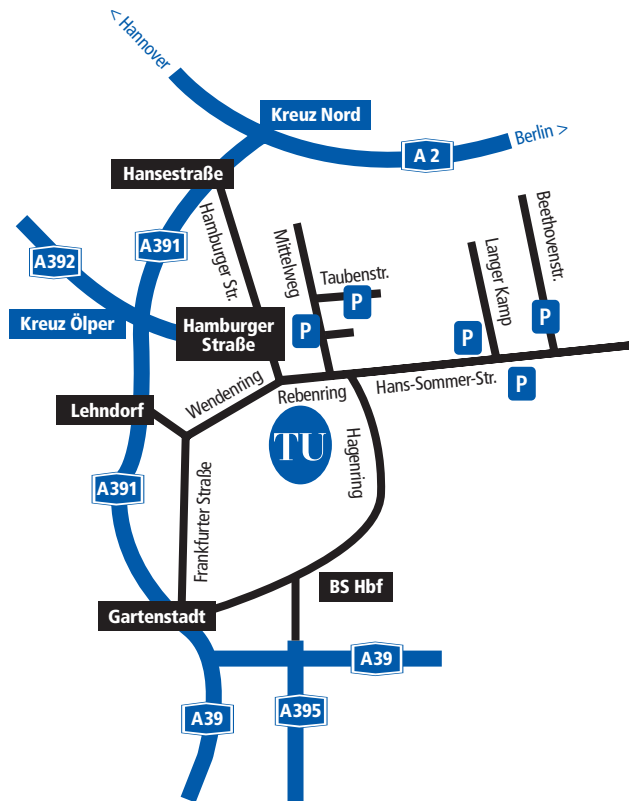 < Hannover
Kreuz Nord
A 2
Berlin >
Hansestraße
Hamburger Str.
Mittelweg
Taubenstr.
P
Langer Kamp
Beethovenstr.
A391
A392
Kreuz Ölper
Hamburger
Straße
P
P
P
P
Wendenring
Rebenring
Hans-Sommer-Str.
Lehndorf
TU
Hagenring
A391
Frankfurter Straße
BS Hbf
Gartenstadt
A39
A39
A395